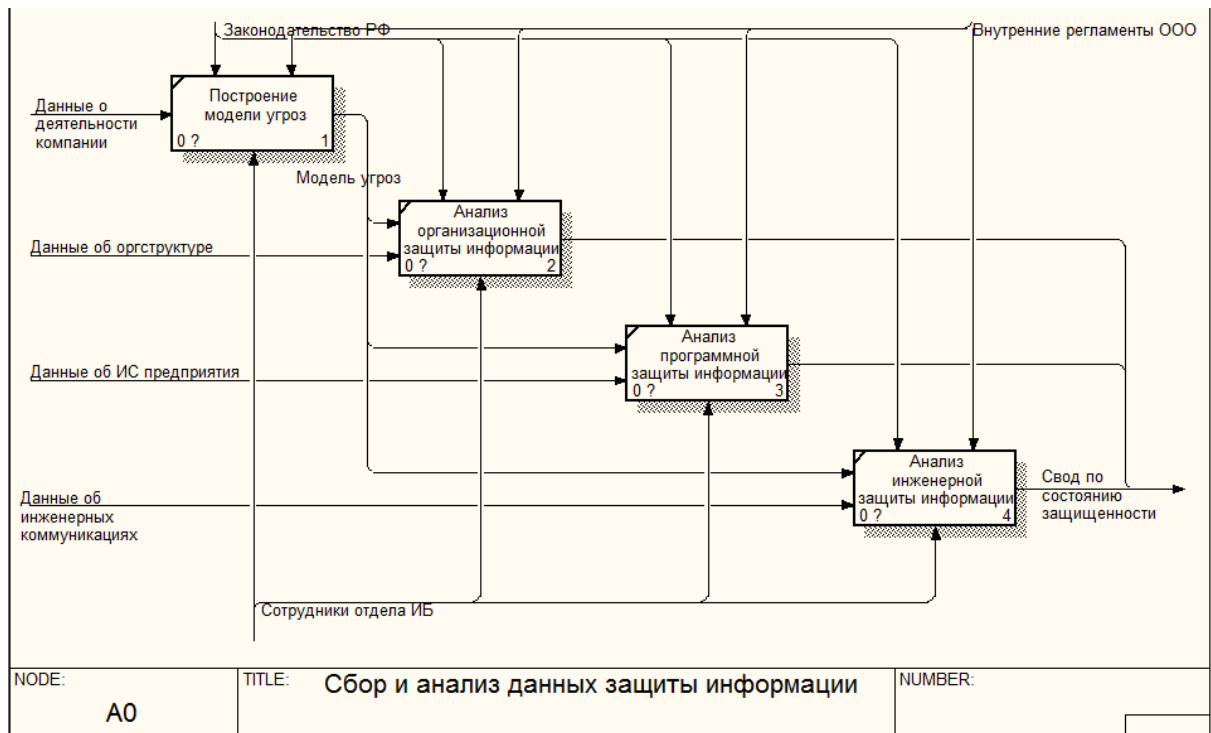 Законодательство РФ
Внутренние регламенты ООО
Данные о
деятельности
компании
Построение
модели угроз
0 ?
1
Модель угроз
Данные об оргструктуре
Анализ
организационной
защиты информации
0 ?
2
Данные об ИС предприятия
Анализ
программной
защиты информации
0 ?
3
Данные об
инженерных
коммуникациях
Анализ
инженерной
защиты информации
0 ?
4
Свод по
состоянию
защищенности
Сотрудники отдела ИБ
NODE:
A0
TITLE:
Сбор и анализ данных защиты информации
NUMBER: